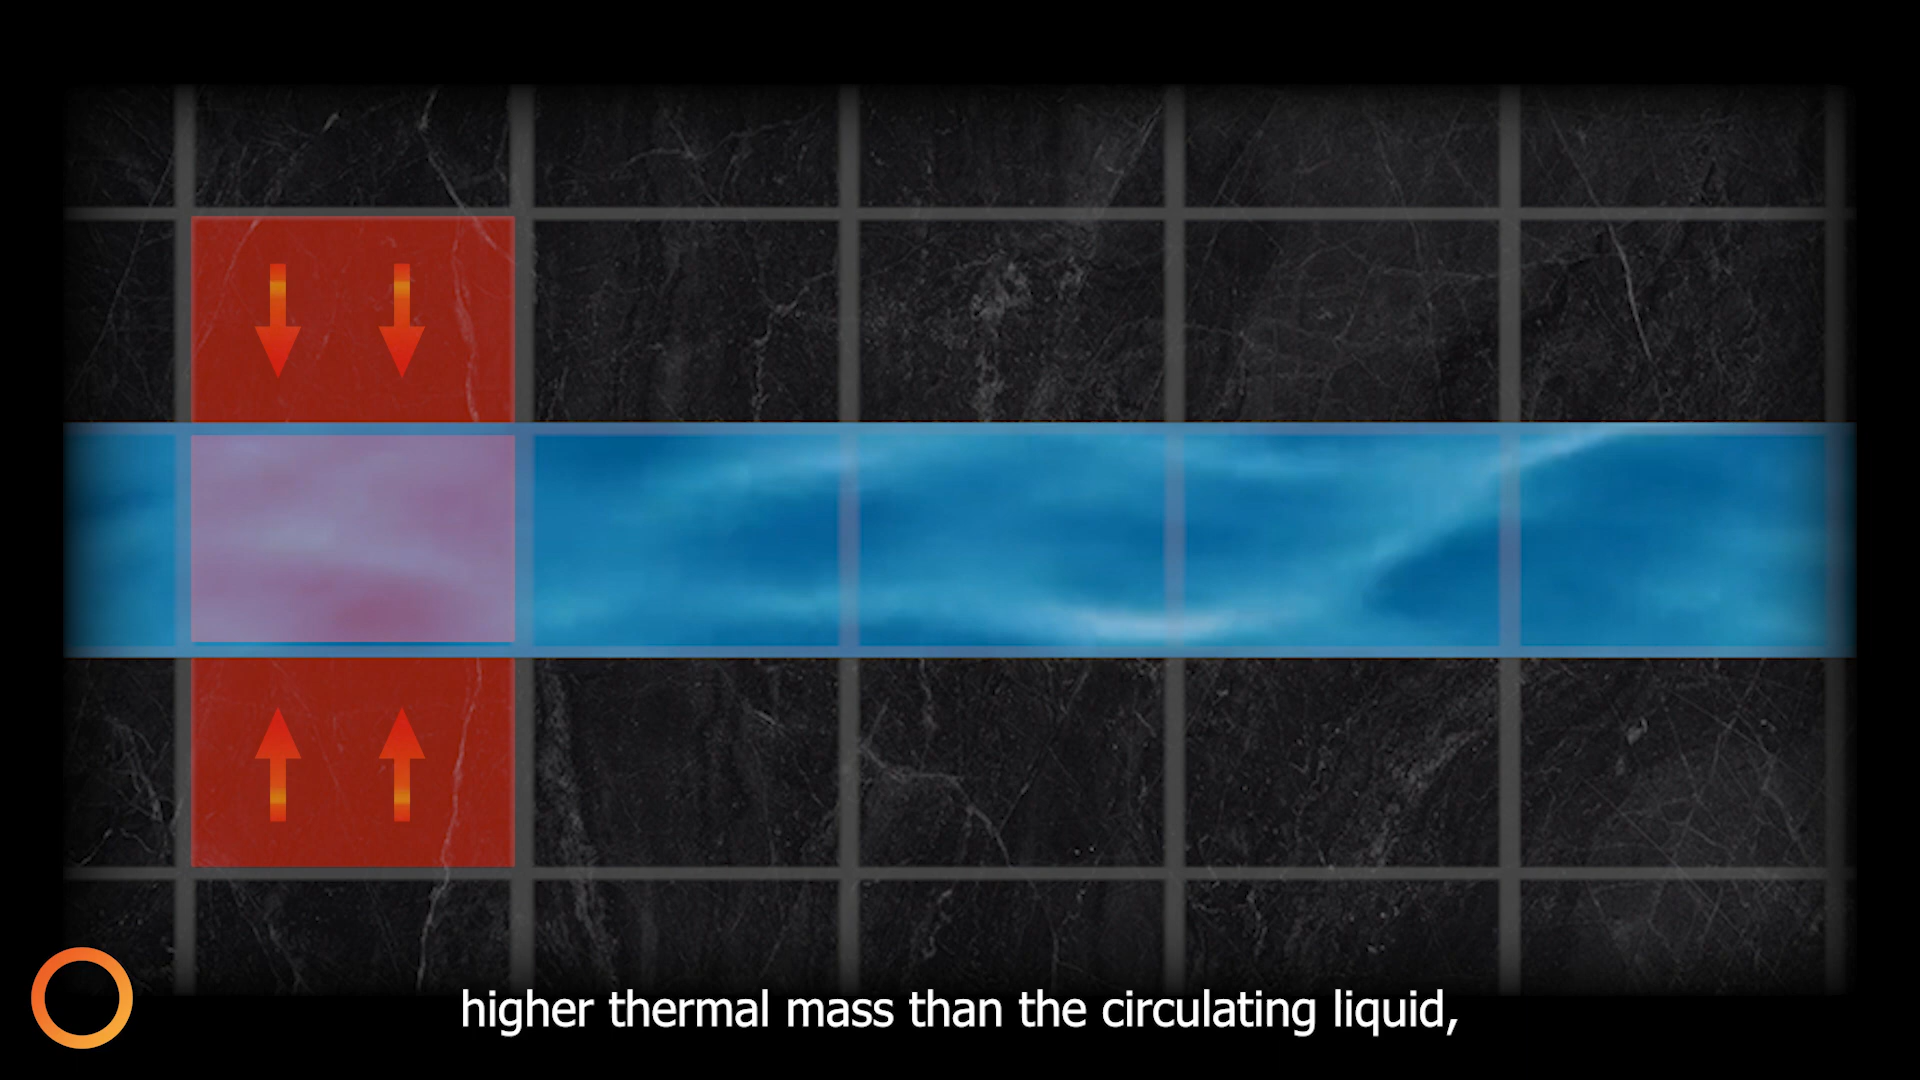 higher thermal mass than the circulating liquid,